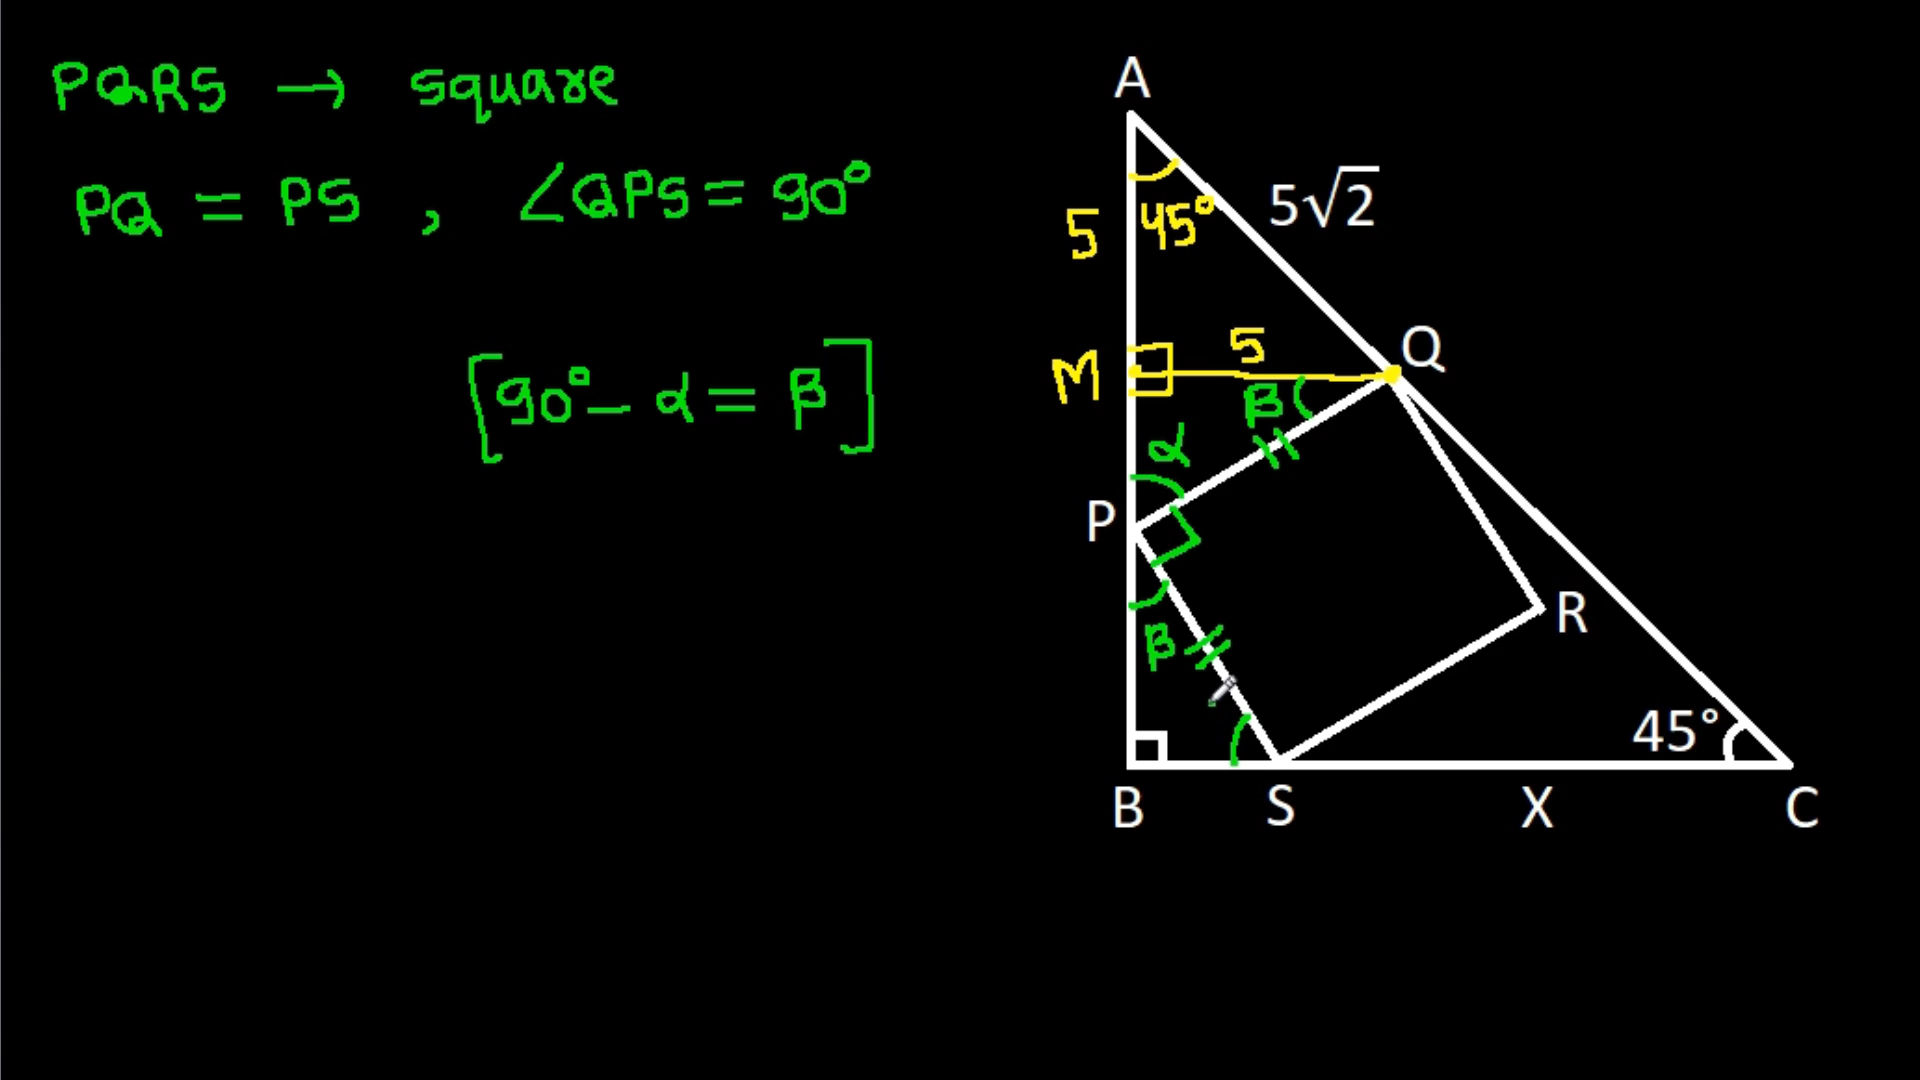 PQRS → square
PQ = PS , ∠QPS = 90°
[90° - α = β]
A
5√2
5
45°
M
5
Q
β
α
P
β
R
45°
B
S
X
C